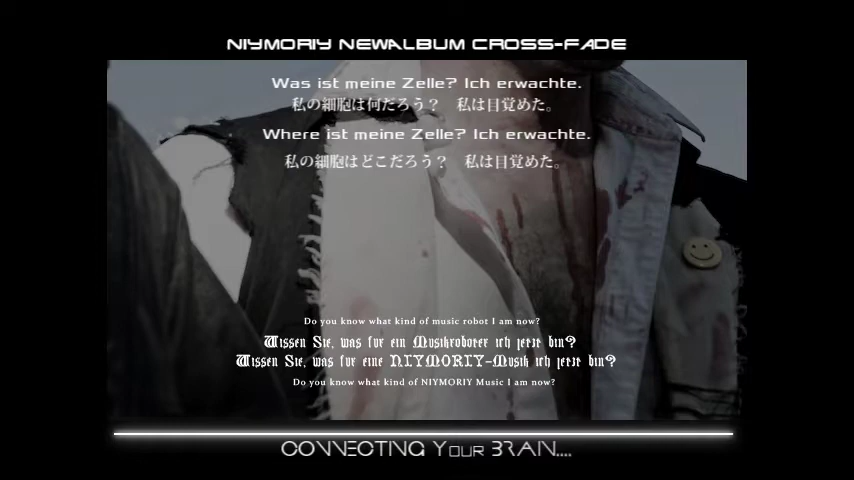 NIYMORIY NEWALBUM CROSS-FADE
Was ist meine Zelle? Ich erwachte.
私の細胞は何だろう？　私は目覚めた。
Where ist meine Zelle? Ich erwachte.
私の細胞はどこだろう？　私は目覚めた。
Do you know what kind of music robot I am now?
Wissen Sie, was fur ein Musikroboter ich jetzt bin?
Wissen Sie, was fur eine NIYMORIY-Musik ich jetzt bin?
Do you know what kind of NIYMORIY Music I am now?
CONNECTING YOUR BRAIN....